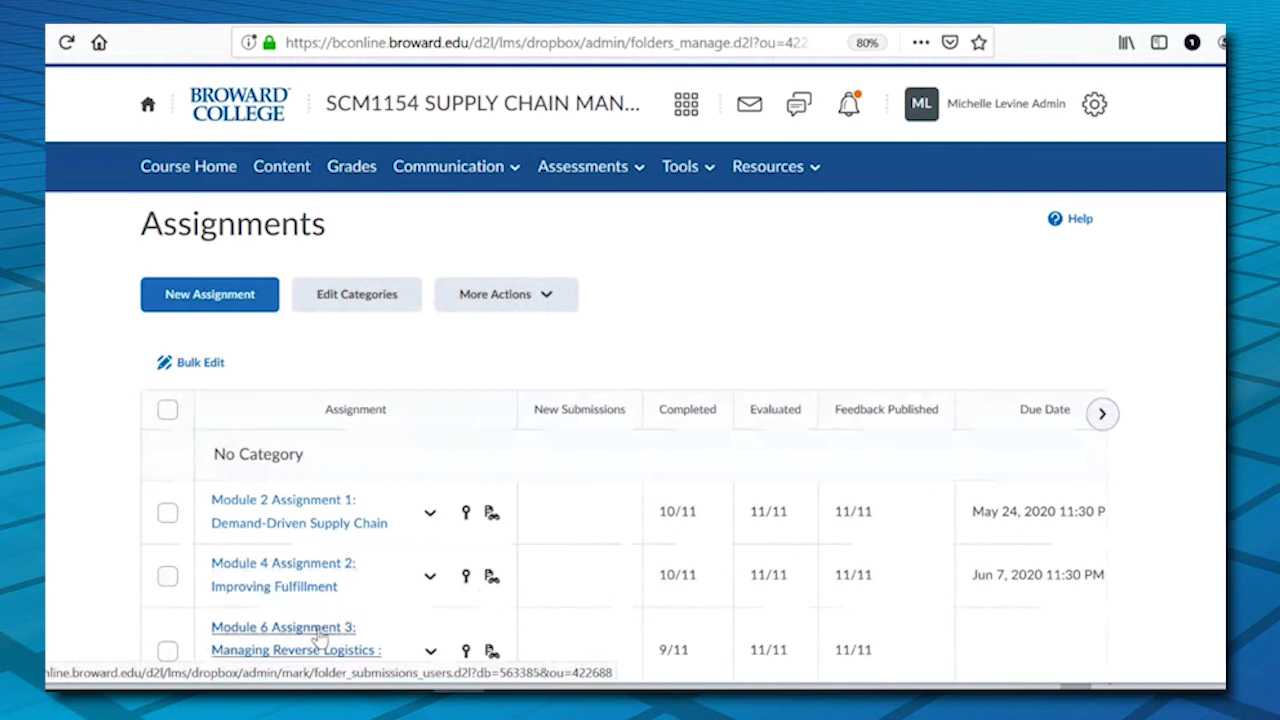 https://bconline.broward.edu/d2l/lms/dropbox/admin/folders_manage.d2l?ou=422
80%
BROWARD
COLLEGE
SCM1154 SUPPLY CHAIN MAN...
ML
Michelle Levine Admin
Course Home Content Grades Communication Assessments Tools Resources
Assignments
Help
New Assignment Edit Categories More Actions
Bulk Edit
Assignment New Submissions Completed Evaluated Feedback Published Due Date
No Category
Module 2 Assignment 1:
Demand-Driven Supply Chain
10/11 11/11 11/11 May 24, 2020 11:30 P
Module 4 Assignment 2:
Improving Fulfillment
10/11 11/11 11/11 Jun 7, 2020 11:30 PM
Module 6 Assignment 3:
Managing Reverse Logistics :
9/11 11/11 11/11
nline.broward.edu/d2l/lms/dropbox/admin/mark/folder_submissions_users.d2l?db=563385&ou=422688